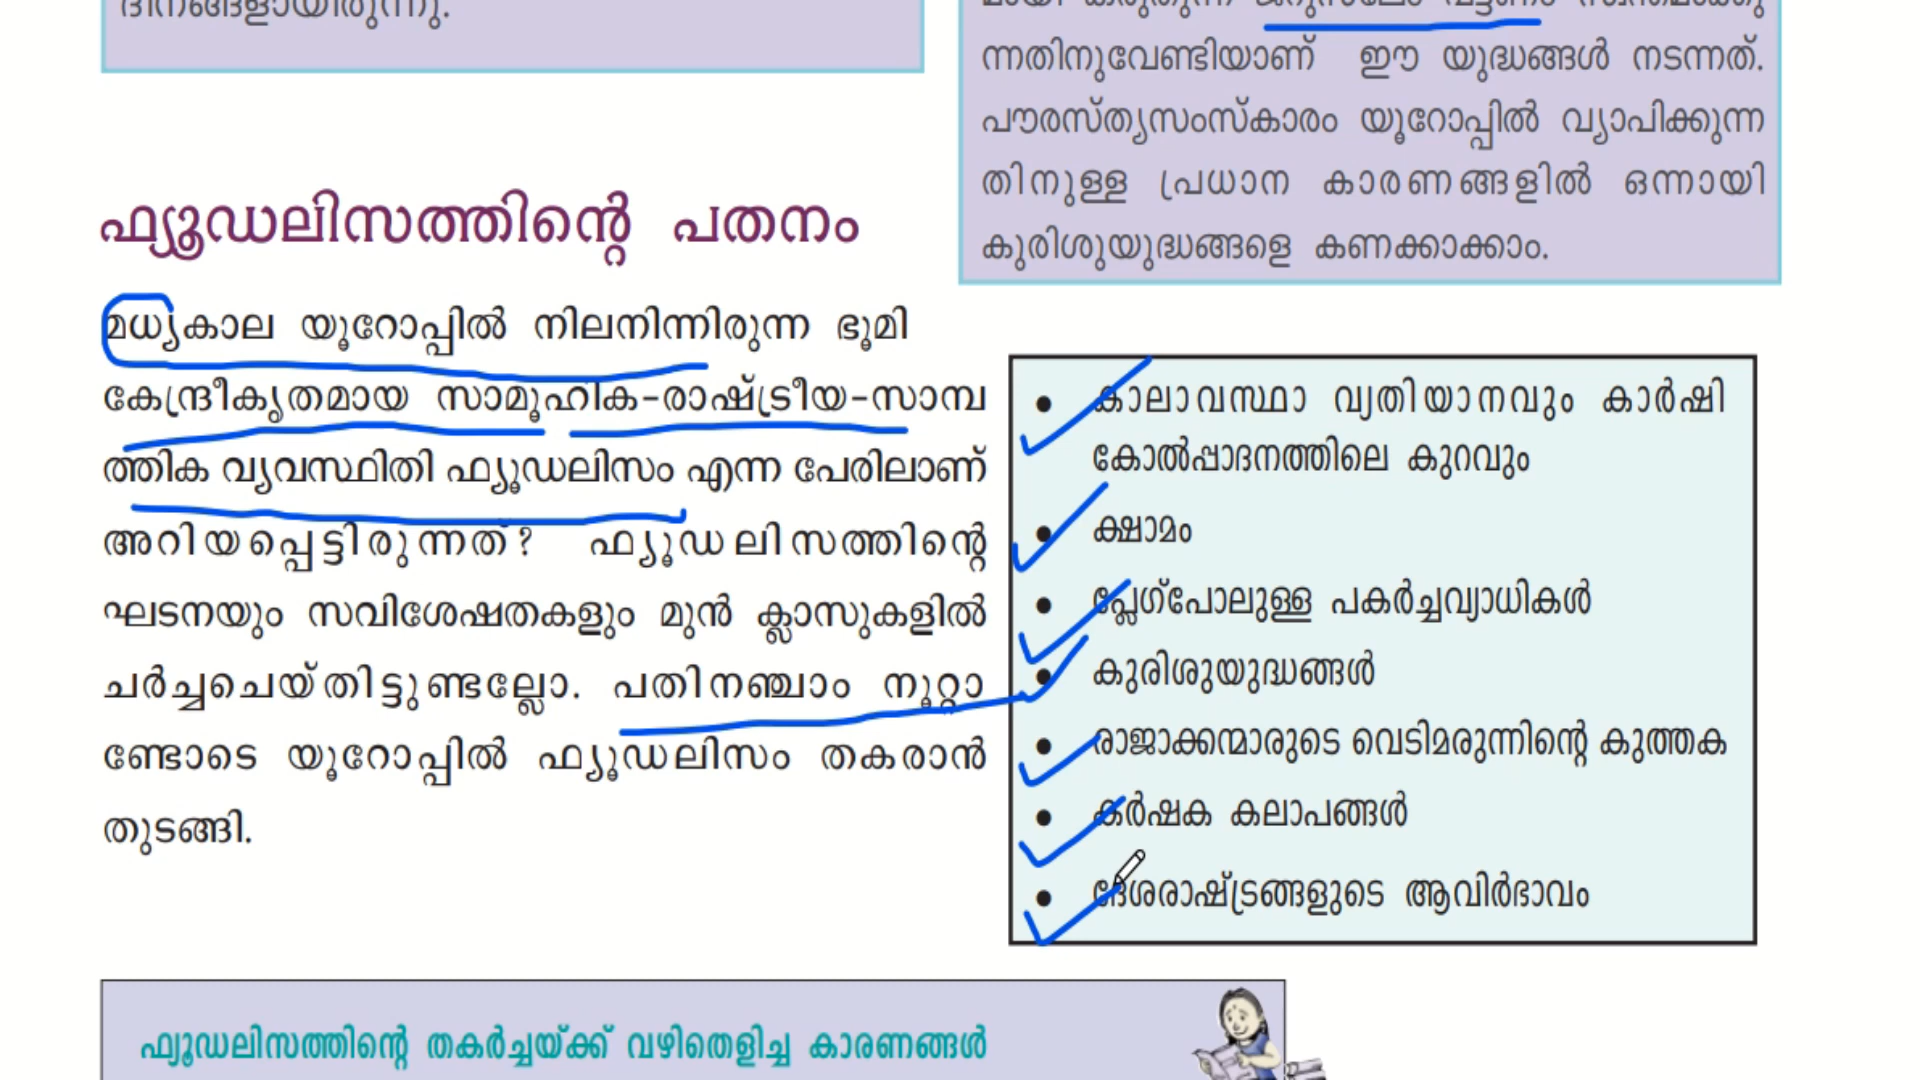 ദിനങ്ങളായിരുന്നു.
ന്നതിനുവേണ്ടിയാണ് ഈ യുദ്ധങ്ങൾ നടന്നത്.
പൗരസ്ത്യസംസ്കാരം യൂറോപ്പിൽ വ്യാപിക്കുന്ന
തിനുള്ള പ്രധാന കാരണങ്ങളിൽ ഒന്നായി
കുരിശുയുദ്ധങ്ങളെ കണക്കാക്കാം.
ഫ്യൂഡലിസത്തിന്റെ പതനം
മധ്യകാല യൂറോപ്പിൽ നിലനിന്നിരുന്ന ഭൂമി
കേന്ദ്രീകൃതമായ സാമൂഹിക-രാഷ്ട്രീയ-സാമ്പ
ത്തിക വ്യവസ്ഥിതി ഫ്യൂഡലിസം എന്ന പേരിലാണ്
അറിയപ്പെട്ടിരുന്നത്? ഫ്യൂഡലിസത്തിന്റെ
ഘടനയും സവിശേഷതകളും മുൻ ക്ലാസുകളിൽ
ചർച്ചചെയ്തിട്ടുണ്ടല്ലോ. പതിനഞ്ചാം നൂറ്റാ
ണ്ടോടെ യൂറോപ്പിൽ ഫ്യൂഡലിസം തകരാൻ
തുടങ്ങി.
• കാലാവസ്ഥാ വ്യതിയാനവും കാർഷി
കോൽപ്പാദനത്തിലെ കുറവും
• ക്ഷാമം
• പ്ലേഗ്പോലുള്ള പകർച്ചവ്യാധികൾ
• കുരിശുയുദ്ധങ്ങൾ
• രാജാക്കന്മാരുടെ വെടിമരുന്നിന്റെ കുത്തക
• കർഷക കലാപങ്ങൾ
• ദേശരാഷ്ട്രങ്ങളുടെ ആവിർഭാവം
ഫ്യൂഡലിസത്തിന്റെ തകർച്ചയ്ക്ക് വഴിതെളിച്ച കാരണങ്ങൾ